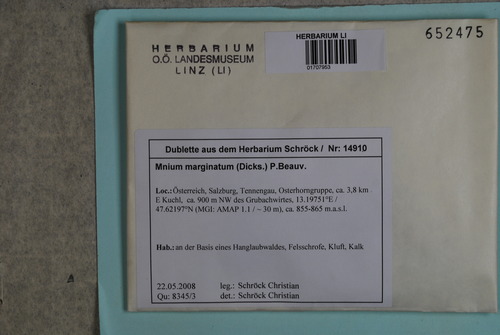 HERBARIUM
O.Ö. LANDESMUSEUM
LINZ (LI)
HERBARIUM LI
01707953
652475
Dublette aus dem Herbarium Schröck / Nr: 14910
Mnium marginatum (Dicks.) P.Beauv.
Loc.: Österreich, Salzburg, Tennengau, Osterhorngruppe, ca. 3,8 km
E Kuchl, ca. 900 m NW des Grubachwirtes, 13.19751°E /
47.62197°N (MGI: AMAP 1.1 / ~ 30 m), ca. 855-865 m.a.s.l.
Hab.: an der Basis eines Hanglaubwaldes, Felsschrofe, Kluft, Kalk
22.05.2008 leg.: Schröck Christian
Qu: 8345/3 det.: Schröck Christian